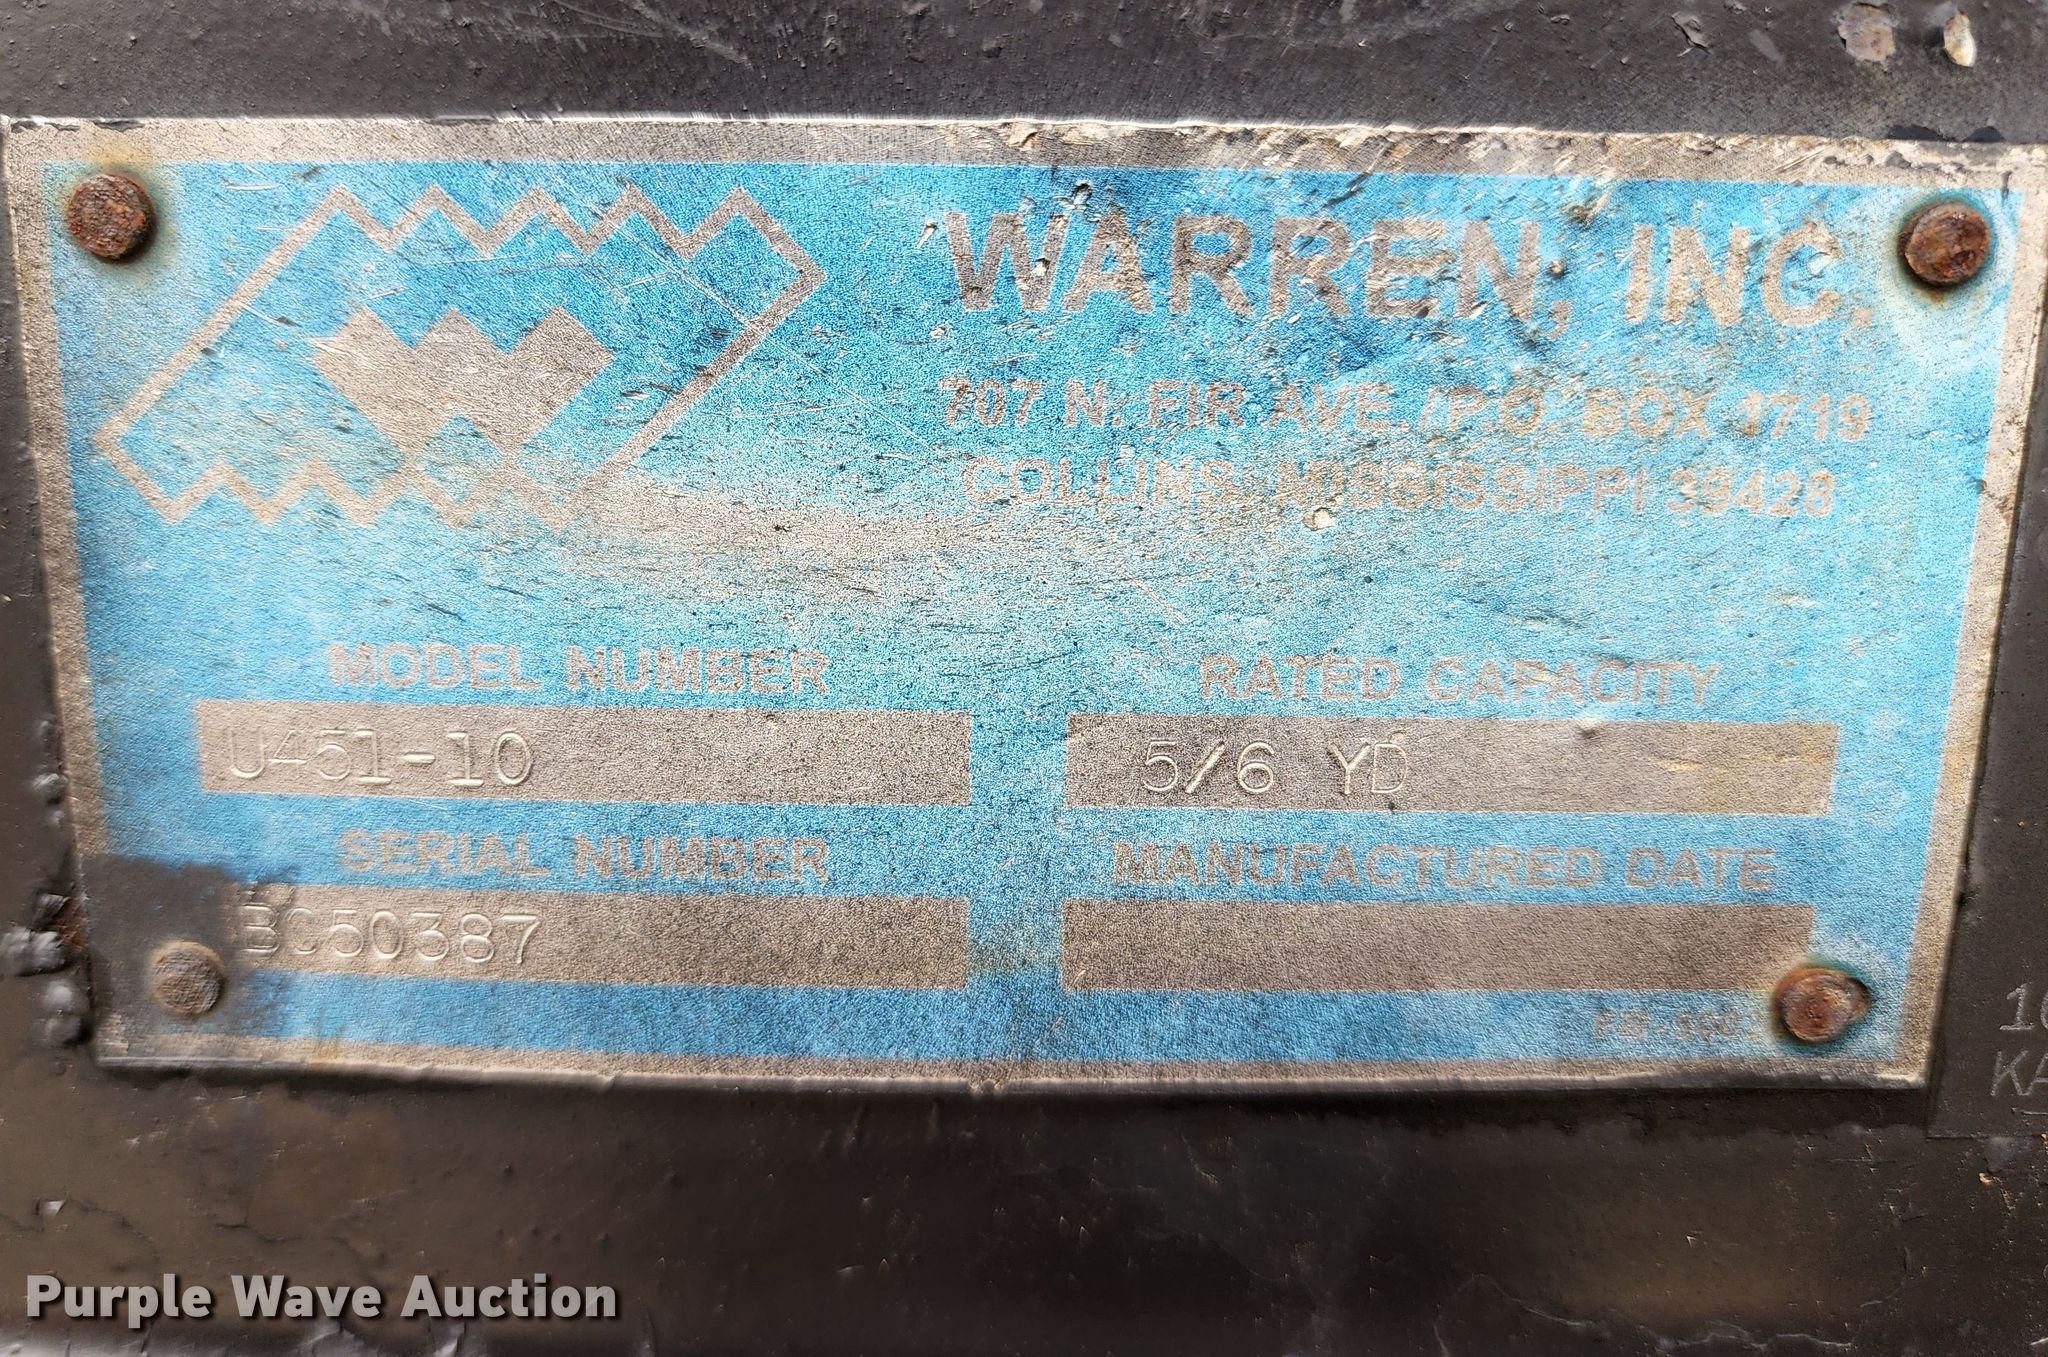 WARREN, INC.
707 N. FIR AVE. / P.O. BOX 1719
COLLINS, MISSISSIPPI 39428
MODEL NUMBER
U451-10
RATED CAPACITY
5/6 YD
SERIAL NUMBER
BC50387
MANUFACTURED DATE
Purple Wave Auction